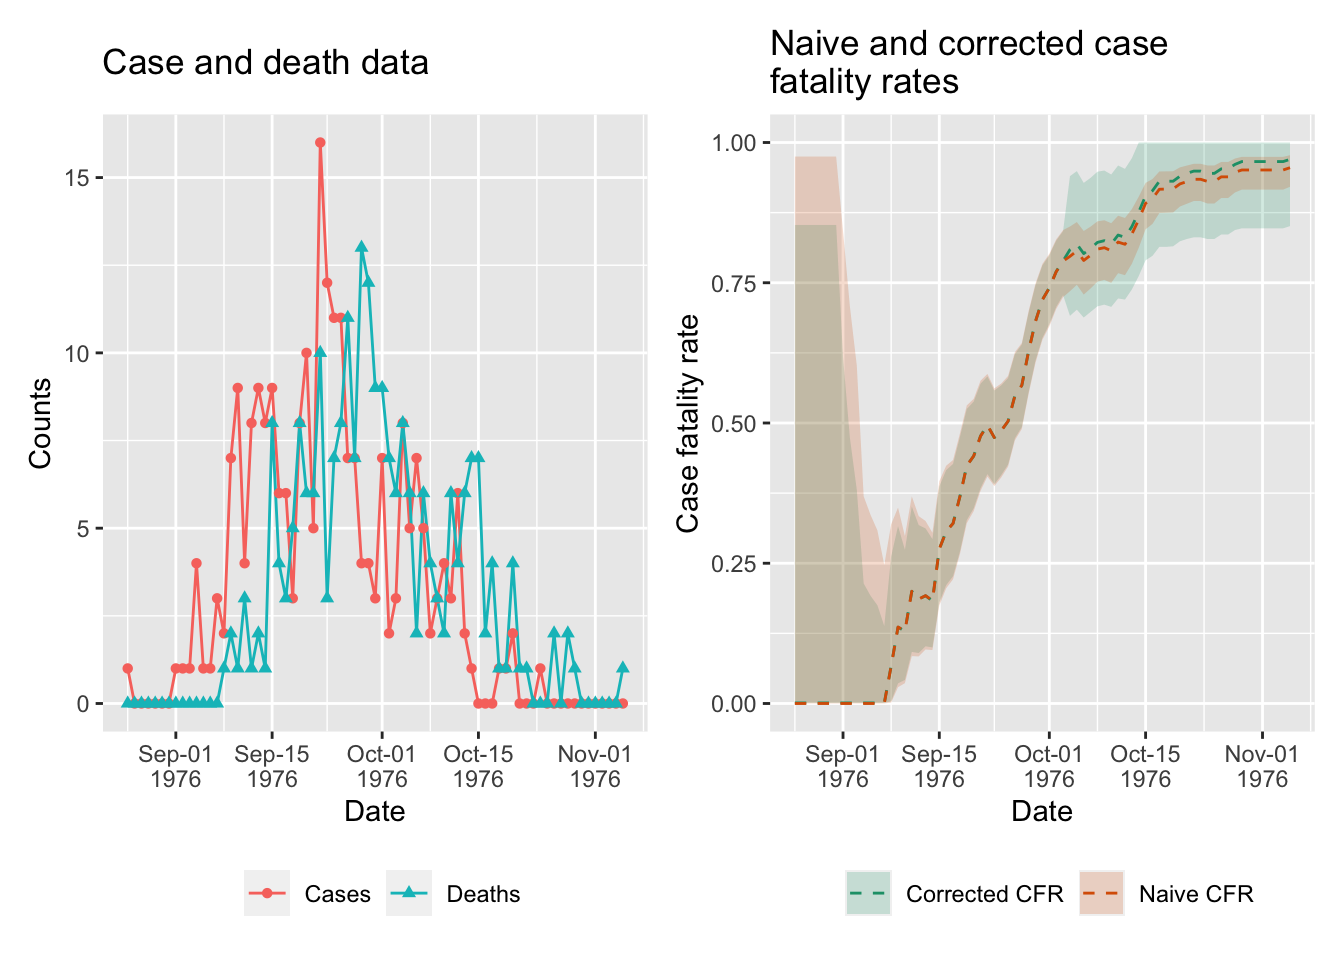 Case and death data
15
10
5
0
Counts
Sep-01
1976
Sep-15
1976
Oct-01
1976
Oct-15
1976
Nov-01
1976
Date
Cases
Deaths
Naive and corrected case
fatality rates
1.00
0.75
0.50
0.25
0.00
Case fatality rate
Sep-01
1976
Sep-15
1976
Oct-01
1976
Oct-15
1976
Nov-01
1976
Date
Corrected CFR
Naive CFR